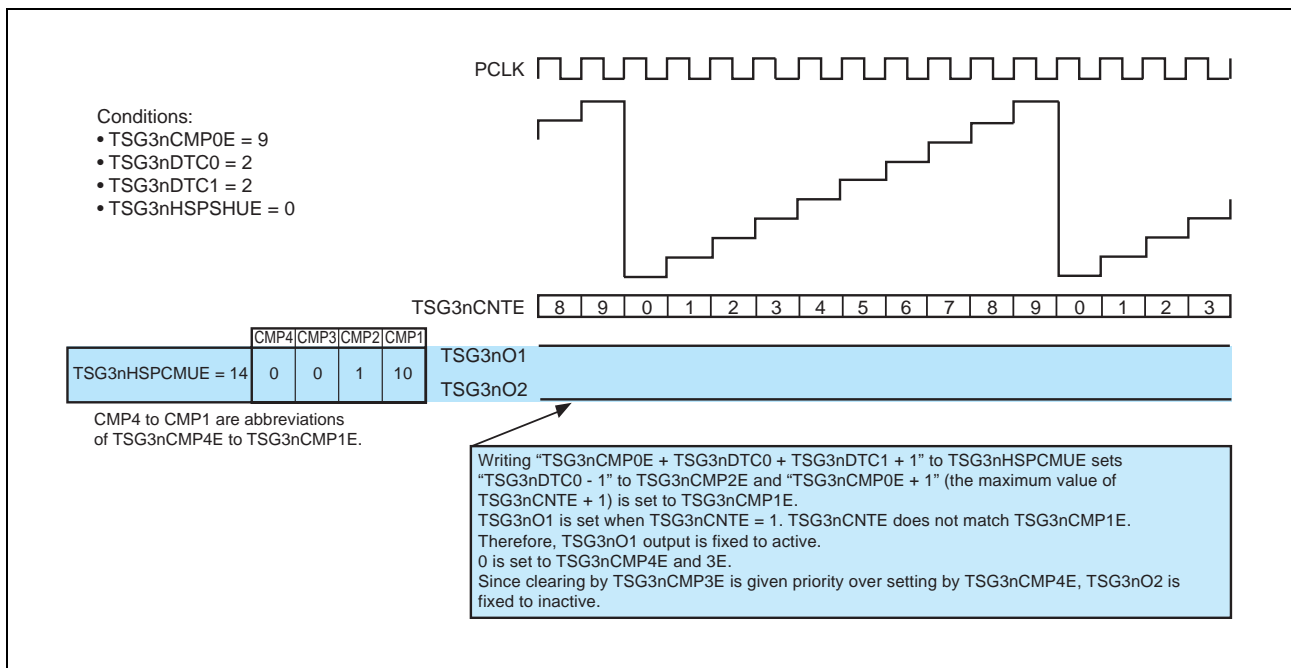 PCLK
Conditions:
• TSG3nCMP0E = 9
• TSG3nDTC0 = 2
• TSG3nDTC1 = 2
• TSG3nHSPSHUE = 0
TSG3nCNTE 8 9 0 1 2 3 4 5 6 7 8 9 0 1 2 3
CMP4 CMP3 CMP2 CMP1
TSG3nHSPCMUE = 14 0 0 1 10
TSG3nO1
TSG3nO2
CMP4 to CMP1 are abbreviations
of TSG3nCMP4E to TSG3nCMP1E.
Writing “TSG3nCMP0E + TSG3nDTC0 + TSG3nDTC1 + 1” to TSG3nHSPCMUE sets
“TSG3nDTC0 - 1” to TSG3nCMP2E and “TSG3nCMP0E + 1” (the maximum value of
TSG3nCNTE + 1) is set to TSG3nCMP1E.
TSG3nO1 is set when TSG3nCNTE = 1. TSG3nCNTE does not match TSG3nCMP1E.
Therefore, TSG3nO1 output is fixed to active.
0 is set to TSG3nCMP4E and 3E.
Since clearing by TSG3nCMP3E is given priority over setting by TSG3nCMP4E, TSG3nO2 is
fixed to inactive.